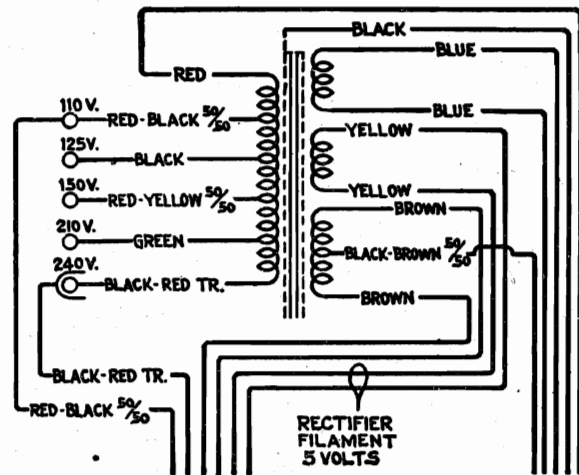 BLACK
BLUE
RED
110 V.
RED-BLACK 50/50
BLUE
125V.
BLACK
YELLOW
150V.
RED-YELLOW 50/50
YELLOW
210V.
BROWN
GREEN
240V.
BLACK-BROWN 50/50
BLACK-RED TR.
BROWN
BLACK-RED TR.
RED-BLACK 50/50
RECTIFIER
FILAMENT
5 VOLTS